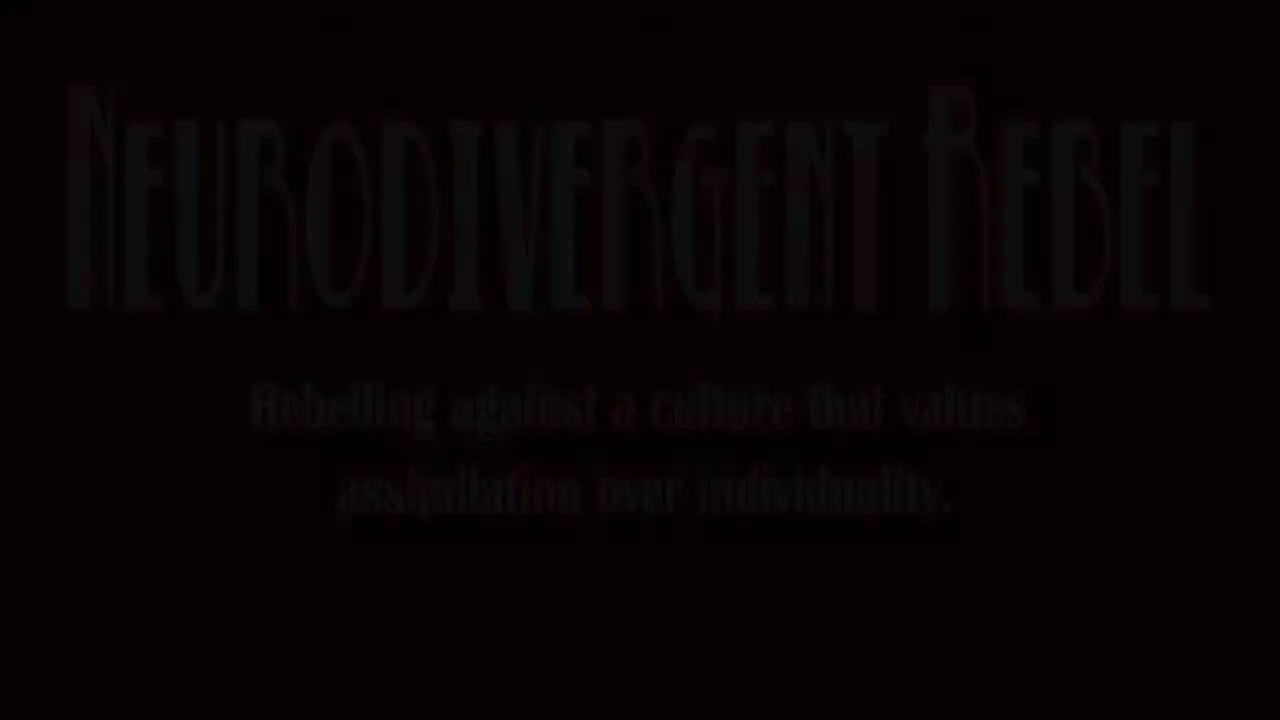 NEURODIVERGENT REBEL
Rebelling against a culture that values
assimilation over individuality.